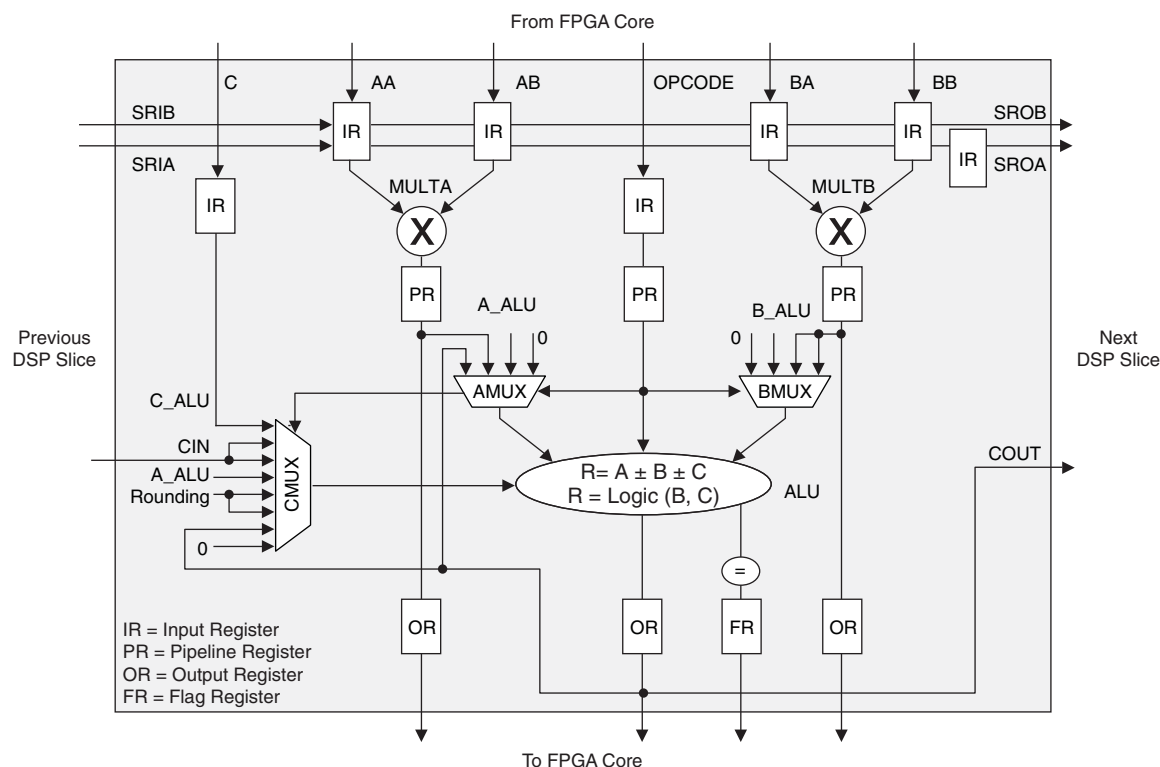 From FPGA Core
C
AA
AB
OPCODE
BA
BB
SRIB
SROB
IR
IR
IR
IR
SRIA
IR
SROA
IR
MULTA
IR
MULTB
X
X
PR
PR
PR
A_ALU
B_ALU
0
0
Previous
DSP Slice
Next
DSP Slice
AMUX
BMUX
C_ALU
CIN
A_ALU
Rounding
0
CMUX
R= A ± B ± C
R = Logic (B, C)
ALU
COUT
=
OR
OR
FR
OR
IR = Input Register
PR = Pipeline Register
OR = Output Register
FR = Flag Register
To FPGA Core